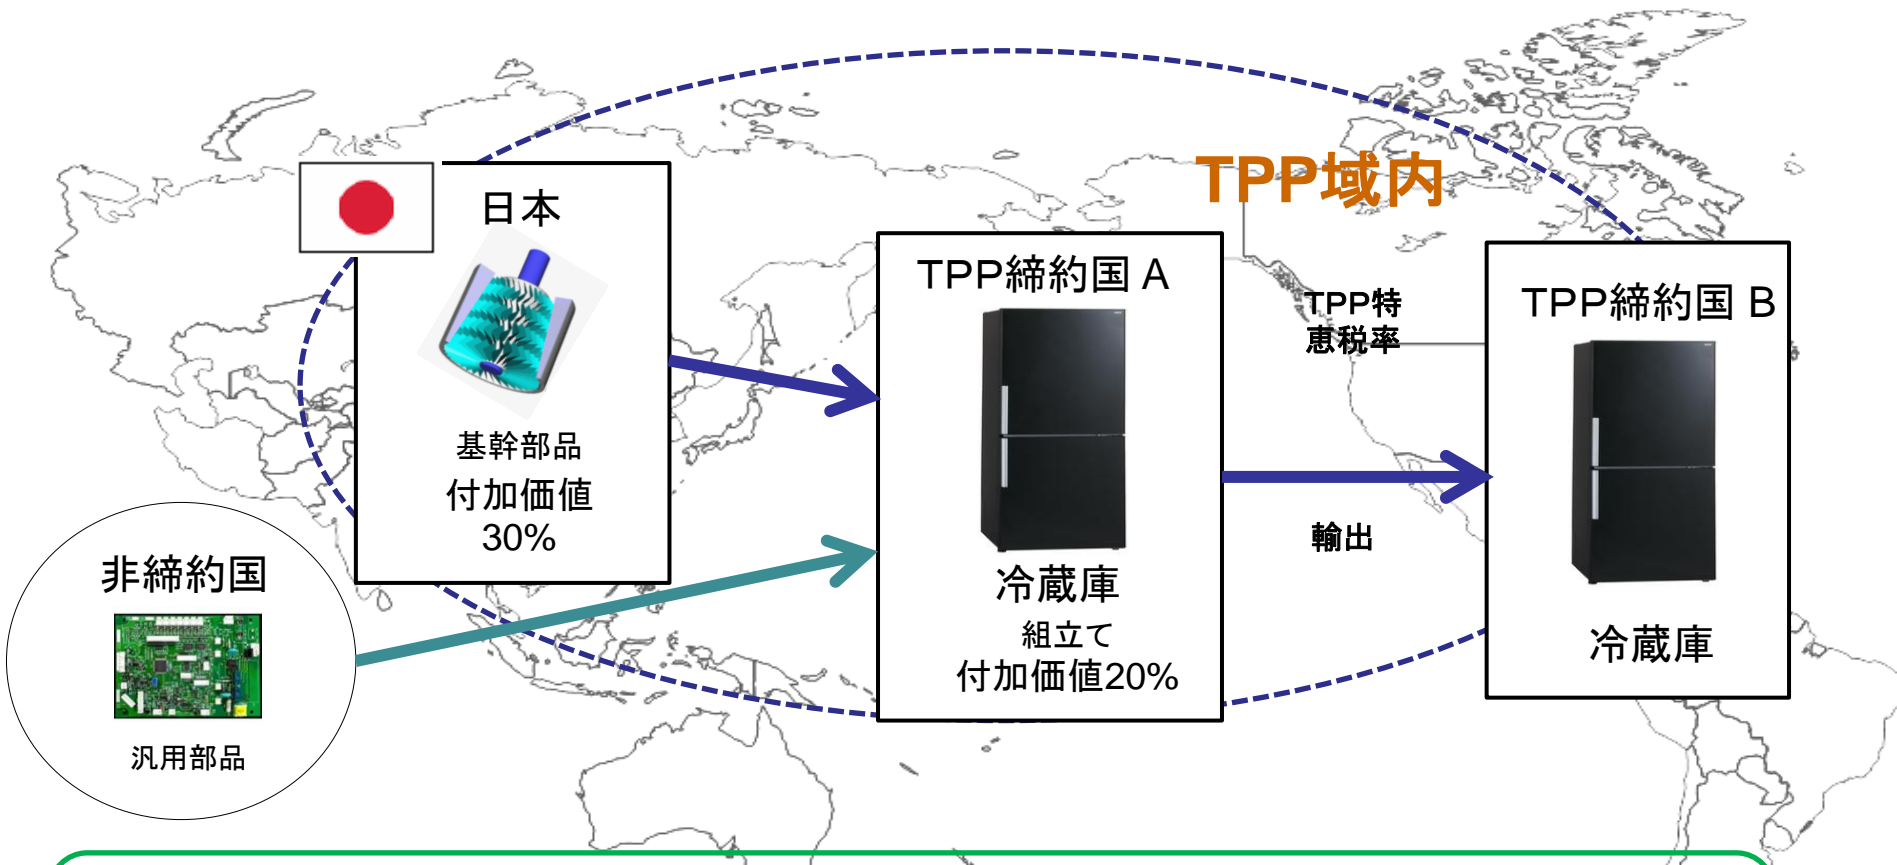 TPP域内
日本
基幹部品
付加価値
30%
非締約国
汎用部品
TPP締約国 A
冷蔵庫
組立て
付加価値20%
TPP特
恵税率
輸出
TPP締約国 B
冷蔵庫